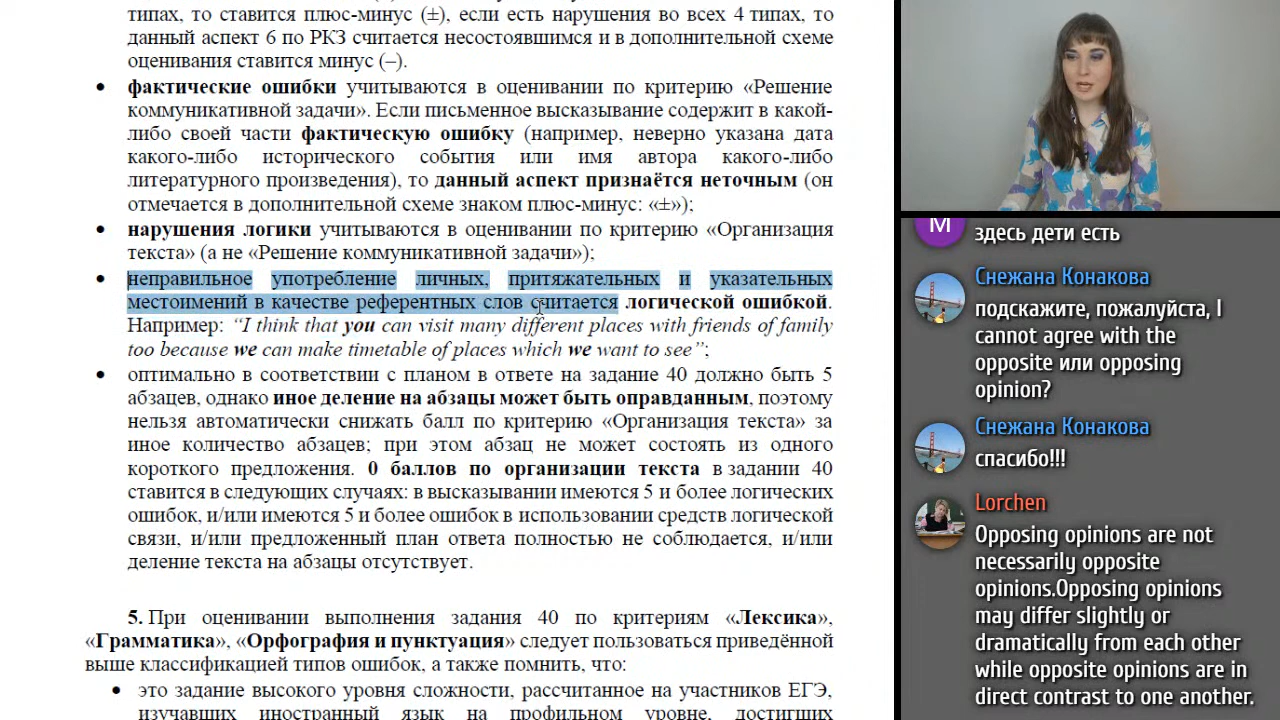 типах, то ставится плюс-минус (±), если есть нарушения во всех 4 типах, то
данный аспект 6 по РКЗ считается несостоявшимся и в дополнительной схеме
оценивания ставится минус (–).
• фактические ошибки учитываются в оценивании по критерию «Решение
коммуникативной задачи». Если письменное высказывание содержит в какой-
либо своей части фактическую ошибку (например, неверно указана дата
какого-либо исторического события или имя автора какого-либо
литературного произведения), то данный аспект признаётся неточным (он
отмечается в дополнительной схеме знаком плюс-минус: «±»);
• нарушения логики учитываются в оценивании по критерию «Организация
текста» (а не «Решение коммуникативной задачи»);
• неправильное употребление личных, притяжательных и указательных
местоимений в качестве референтных слов считается логической ошибкой.
Например: “I think that you can visit many different places with friends of family
too because we can make timetable of places which we want to see”;
• оптимально в соответствии с планом в ответе на задание 40 должно быть 5
абзацев, однако иное деление на абзацы может быть оправданным, поэтому
нельзя автоматически снижать балл по критерию «Организация текста» за
иное количество абзацев; при этом абзац не может состоять из одного
короткого предложения. 0 баллов по организации текста в задании 40
ставится в следующих случаях: в высказывании имеются 5 и более логических
ошибок, и/или имеются 5 и более ошибок в использовании средств логической
связи, и/или предложенный план ответа полностью не соблюдается, и/или
деление текста на абзацы отсутствует.
5. При оценивании выполнения задания 40 по критериям «Лексика»,
«Грамматика», «Орфография и пунктуация» следует пользоваться приведённой
выше классификацией типов ошибок, а также помнить, что:
• это задание высокого уровня сложности, рассчитанное на участников ЕГЭ,
изучавших иностранный язык на профильном уровне, достигших
М
здесь дети есть
Снежана Конакова
подскажите, пожалуйста, I
cannot agree with the
opposite или opposing
opinion?
Снежана Конакова
спасибо!!!
Lorchen
Opposing opinions are not
necessarily opposite
opinions.Opposing opinions
may differ slightly or
dramatically from each other
while opposite opinions are in
direct contrast to one another.